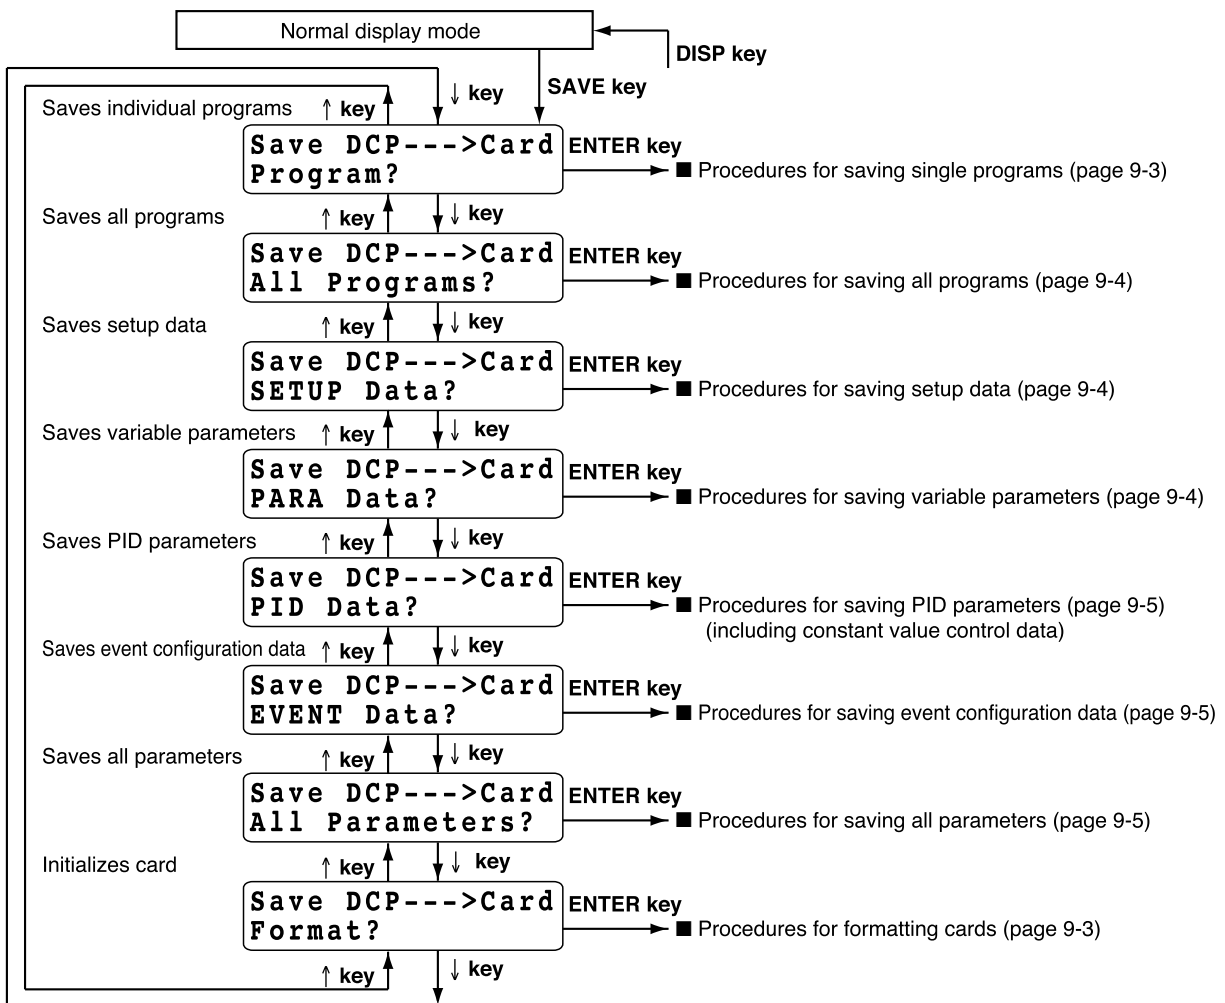 Normal display mode
DISP key
SAVE key
↓ key
Saves individual programs
↑ key
Save DCP--->Card
Program?
ENTER key
■ Procedures for saving single programs (page 9-3)
Saves all programs
↑ key
↓ key
Save DCP--->Card
All Programs?
ENTER key
■ Procedures for saving all programs (page 9-4)
Saves setup data
↑ key
↓ key
Save DCP--->Card
SETUP Data?
ENTER key
■ Procedures for saving setup data (page 9-4)
Saves variable parameters
↑ key
↓ key
Save DCP--->Card
PARA Data?
ENTER key
■ Procedures for saving variable parameters (page 9-4)
Saves PID parameters
↑ key
↓ key
Save DCP--->Card
PID Data?
ENTER key
■ Procedures for saving PID parameters (page 9-5)
(including constant value control data)
Saves event configuration data
↑ key
↓ key
Save DCP--->Card
EVENT Data?
ENTER key
■ Procedures for saving event configuration data (page 9-5)
Saves all parameters
↑ key
↓ key
Save DCP--->Card
All Parameters?
ENTER key
■ Procedures for saving all parameters (page 9-5)
Initializes card
↑ key
↓ key
Save DCP--->Card
Format?
ENTER key
■ Procedures for formatting cards (page 9-3)
↑ key
↓ key